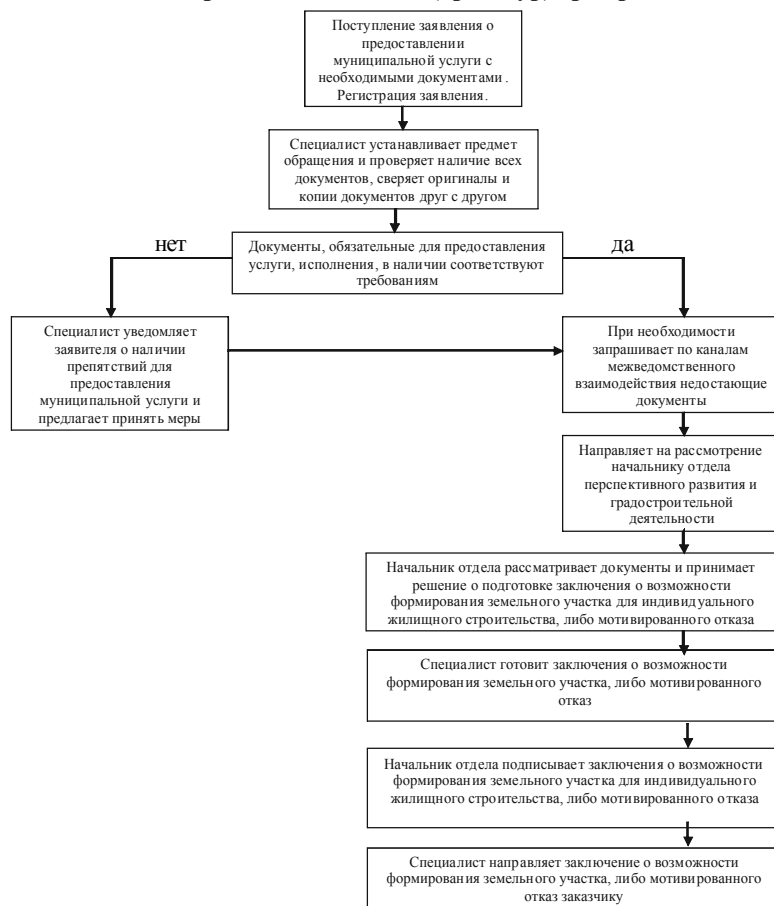 Поступление заявления о
предоставлении
муниципальной услуги с
необходимыми документами .
Регистрация заявления.
Специалист устанавливает предмет
обращения и проверяет наличие всех
документов, сверяет оригиналы и
копии документов друг с другом
нет
Документы, обязательные для предоставления
услуги, исполнения, в наличии соответствуют
требованиям
да
Специалист уведомляет
заявителя о наличии
препятствий для
предоставления
муниципальной услуги и
предлагает принять меры
При необходимости
запрашивает по каналам
межведомственного
взаимодействия недостающие
документы
Направляет на рассмотрение
начальнику отдела
перспективного развития и
градостроительной
деятельности
Начальник отдела рассматривает документы и принимает
решение о подготовке заключения о возможности
формирования земельного участка для индивидуального
жилищного строительства, либо мотивированного отказа
Специалист готовит заключения о возможности
формирования земельного участка, либо мотивированного
отказ
Начальник отдела подписывает заключения о возможности
формирования земельного участка для индивидуального
жилищного строительства, либо мотивированного отказа
Специалист направляет заключение о возможности
формирования земельного участка, либо мотивированного
отказ заказчику